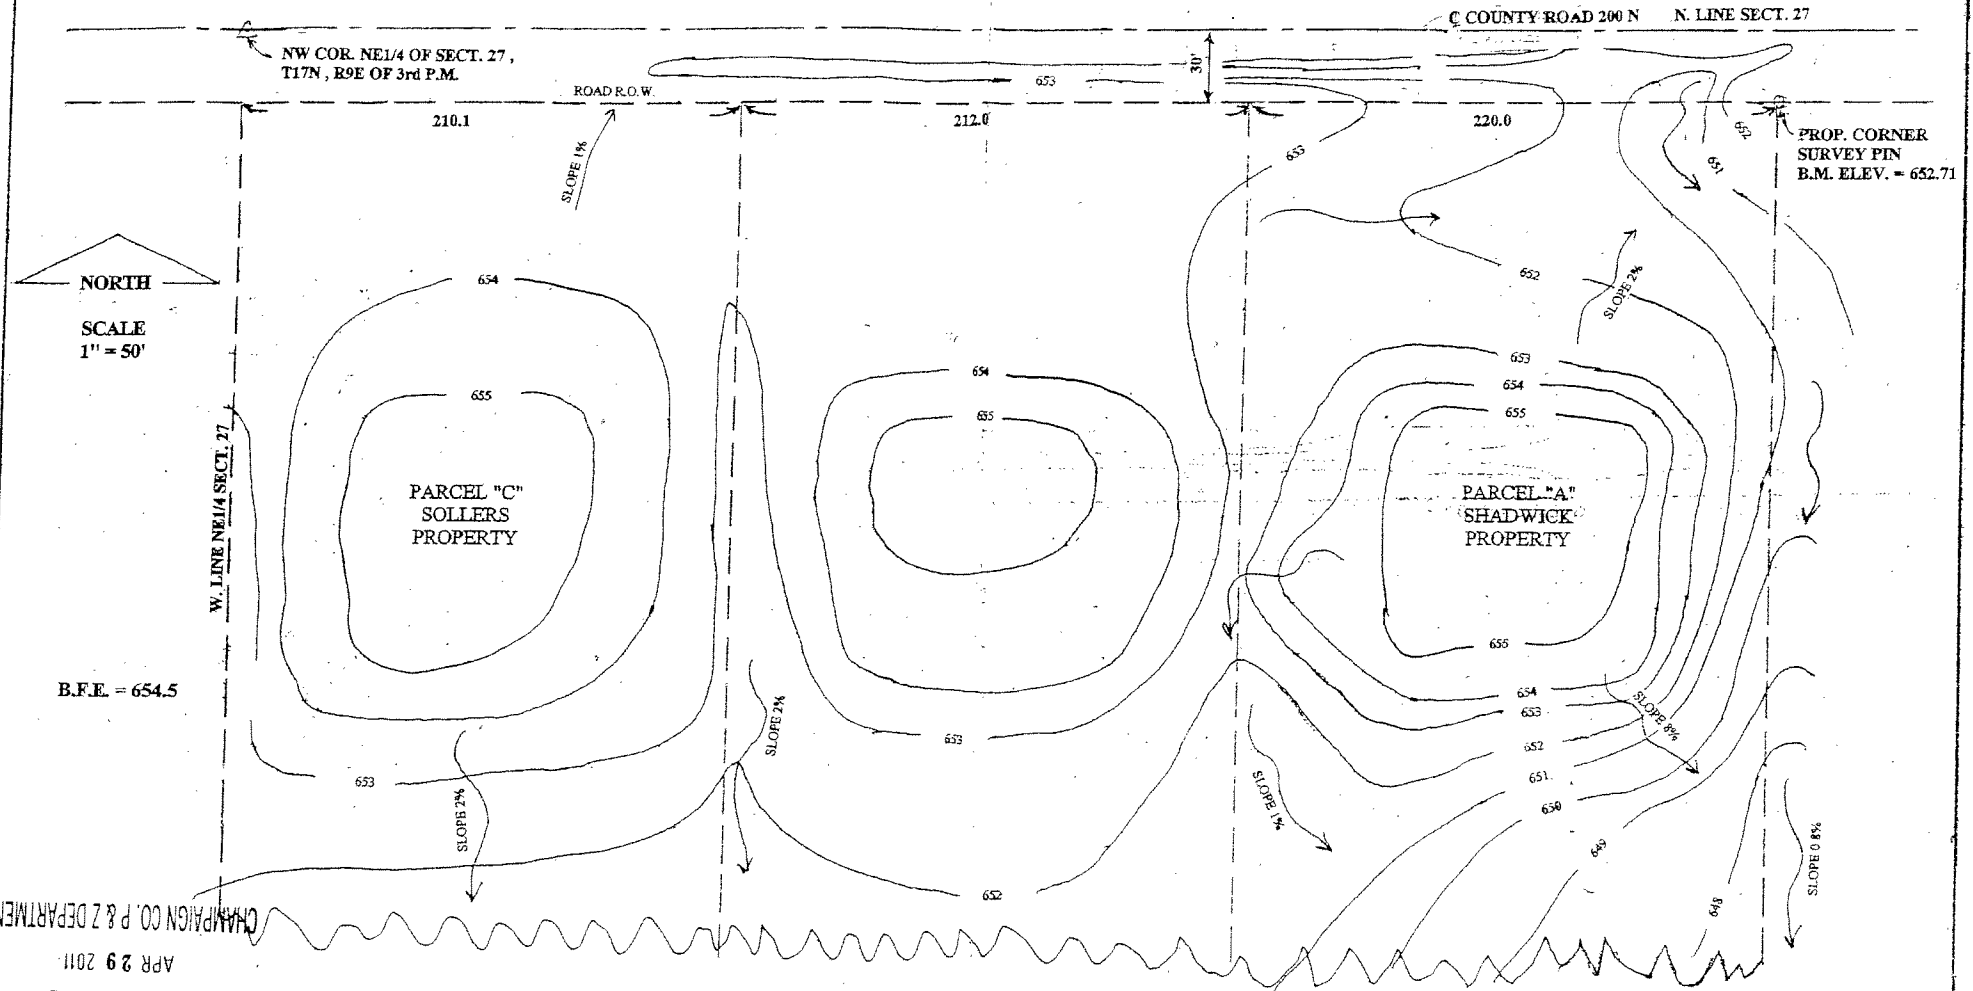 ℄ COUNTY ROAD 200 N N. LINE SECT. 27
NW COR. NE1/4 OF SECT. 27 ,
T17N , R9E OF 3rd P.M.
30'
653
ROAD R.O.W.
210.1
212.0
220.0
652
PROP. CORNER
SURVEY PIN
B.M. ELEV. = 652.71
SLOPE 1%
653
651
NORTH
SCALE
1" = 50'
654
652
SLOPE 2%
653
654
654
655
655
655
W. LINE NE1/4 SECT. 27
PARCEL "C"
SOLLERS
PROPERTY
PARCEL "A"
SHADWICK
PROPERTY
655
B.F.E. = 654.5
654
SLOPE 2%
653
SLOPE 8%
653
652
653
SLOPE 2%
SLOPE 1%
651
650
649
SLOPE 0.8%
652
648
CHAMPAIGN CO. P & Z DEPARTMEN
APR 29 2011